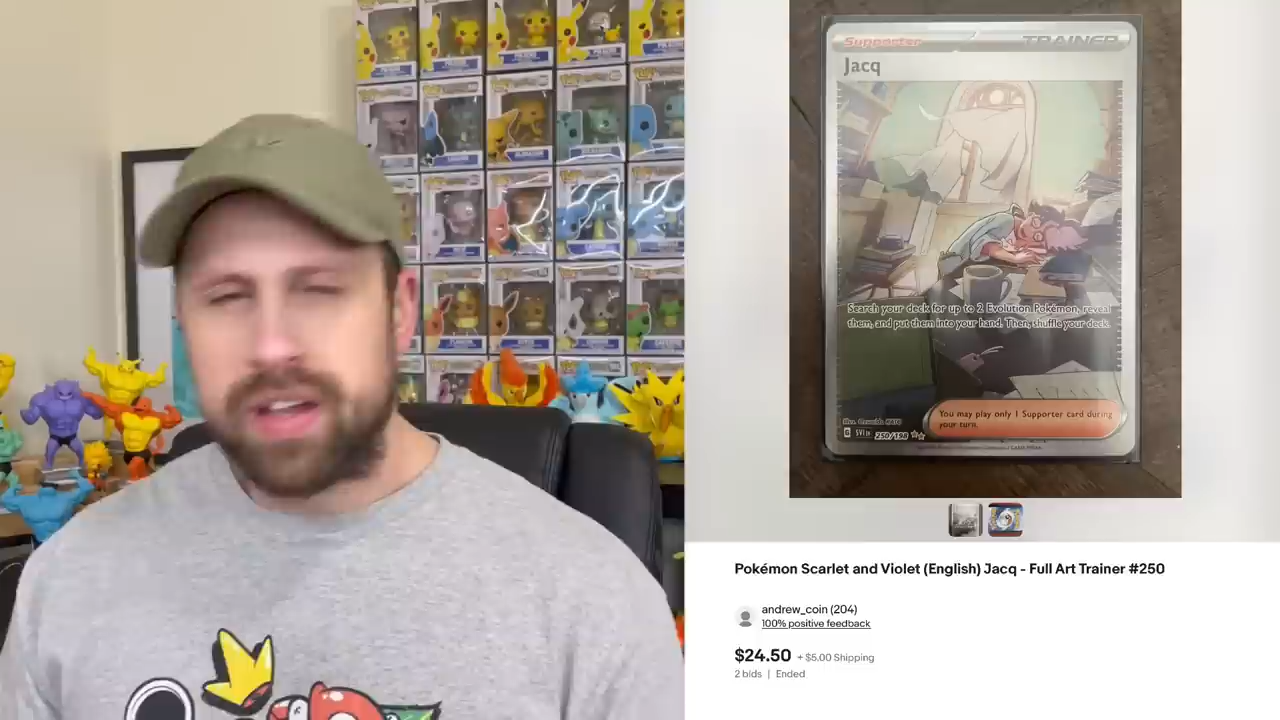 Supporter
TRAINER
Jacq
Search your deck for up to 2 Evolution Pokémon, reveal
them, and put them into your hand. Then, shuffle your deck.
You may play only 1 Supporter card during
your turn.
250/198
Pokémon Scarlet and Violet (English) Jacq - Full Art Trainer #250
andrew_coin (204)
100% positive feedback
$24.50 + $5.00 Shipping
2 bids | Ended